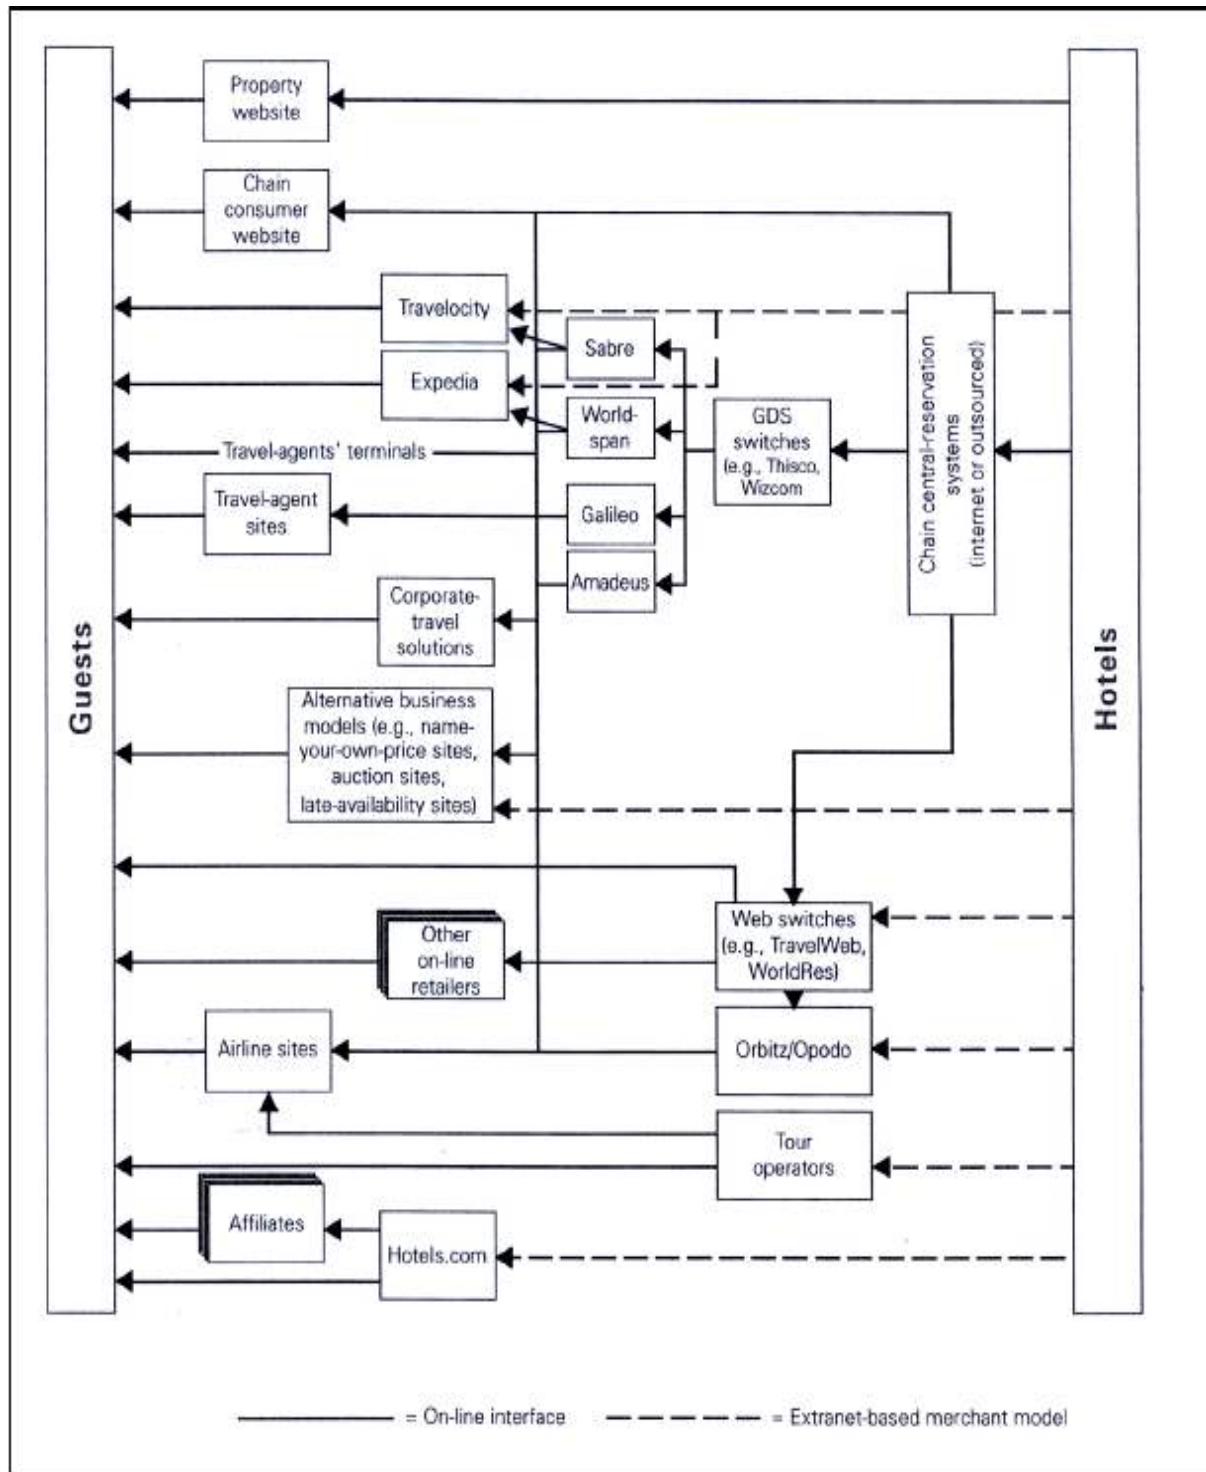 Property
website
Chain
consumer
website
Travelocity
Expedia
Sabre
World-
span
GDS
switches
(e.g., Thisco,
Wizcom
Chain central-reservation
systems
(internet or outsourced)
Travel-agents' terminals
Travel-agent
sites
Galileo
Amadeus
Corporate-
travel
solutions
Guests
Hotels
Alternative business
models (e.g., name-
your-own-price sites,
auction sites,
late-availability sites)
Web switches
(e.g., TravelWeb,
WorldRes)
Other
on-line
retailers
Airline sites
Orbitz/Opodo
Tour
operators
Affiliates
Hotels.com
= On-line interface
= Extranet-based merchant model